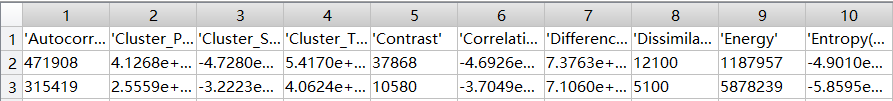 1 2 3 4 5 6 7 8 9 10
1 'Autocorr... 'Cluster_P... 'Cluster_S... 'Cluster_T... 'Contrast' 'Correlati... 'Differenc... 'Dissimila... 'Energy' 'Entropy(...
2 471908 4.1268e+... -4.7280e... 5.4170e+... 37868 -4.6926e... 7.3763e+... 12100 1187957 -4.9010e...
3 315419 2.5559e+... -3.2223e... 4.0624e+... 10580 -3.7049e... 7.1060e+... 5100 5878239 -5.8595e...